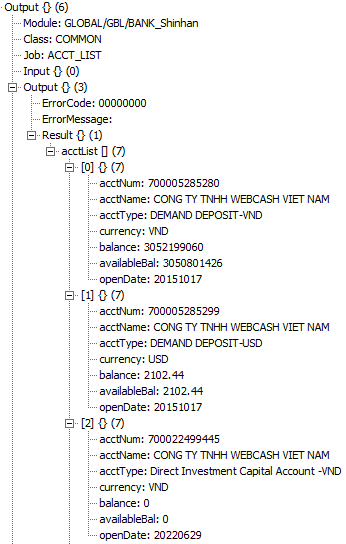 Output {} (6)
Module: GLOBAL/GBL/BANK_Shinhan
Class: COMMON
Job: ACCT_LIST
Input {} (0)
Output {} (3)
ErrorCode: 00000000
ErrorMessage:
Result {} (1)
acctList [] (7)
[0] {} (7)
acctNum: 700005285280
acctName: CONG TY TNHH WEBCASH VIET NAM
acctType: DEMAND DEPOSIT-VND
currency: VND
balance: 3052199060
availableBal: 3050801426
openDate: 20151017
[1] {} (7)
acctNum: 700005285299
acctName: CONG TY TNHH WEBCASH VIET NAM
acctType: DEMAND DEPOSIT-USD
currency: USD
balance: 2102.44
availableBal: 2102.44
openDate: 20151017
[2] {} (7)
acctNum: 700022499445
acctName: CONG TY TNHH WEBCASH VIET NAM
acctType: Direct Investment Capital Account -VND
currency: VND
balance: 0
availableBal: 0
openDate: 20220629